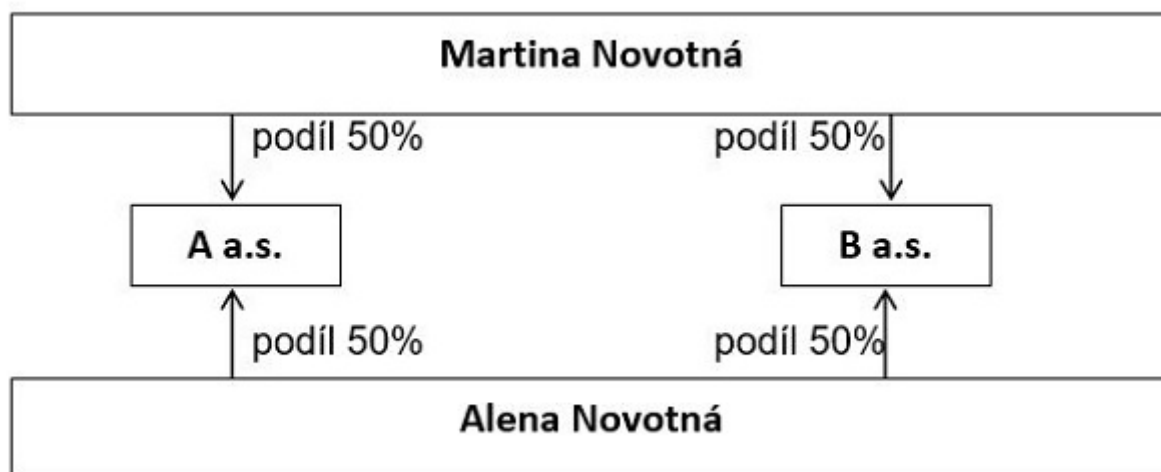 Martina Novotná
podíl 50% podíl 50%
A a.s. B a.s.
podíl 50% podíl 50%
Alena Novotná